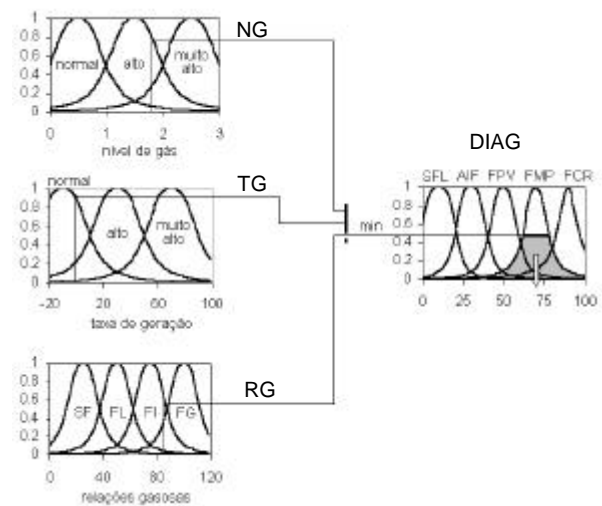 NG
1
0.8
0.6
0.4
0.2
0
normal
alto
muito
alto
0 1 2 3
nível de gás
DIAG
SFL AIF FPV FMP FCR
1
0.8
0.6
0.4
0.2
0
0 25 50 75 100
min
normal
TG
1
0.8
0.6
0.4
0.2
0
alto
muito
alto
-20 20 60 100
taxa de geração
RG
1
0.8
0.6
0.4
0.2
0
SF FL FI FG
0 40 80 120
relações gasosas